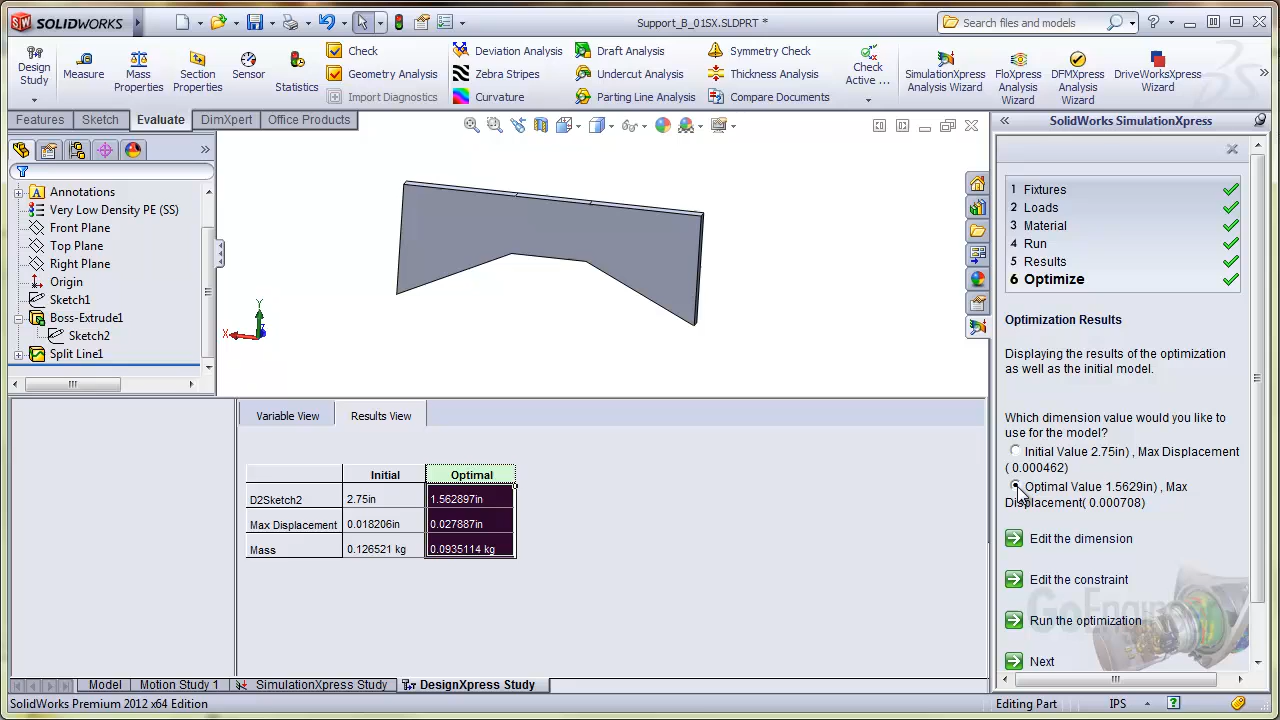 SOLIDWORKS
Support_B_01SX.SLDPRT *
Search files and models
Design Study
Measure
Mass Properties
Section Properties
Sensor
Statistics
Check
Geometry Analysis
Import Diagnostics
Deviation Analysis
Zebra Stripes
Curvature
Draft Analysis
Undercut Analysis
Parting Line Analysis
Symmetry Check
Thickness Analysis
Compare Documents
Check Active ...
SimulationXpress Analysis Wizard
FloXpress Analysis Wizard
DFMXpress Analysis Wizard
DriveWorksXpress Wizard
Features
Sketch
Evaluate
DimXpert
Office Products
SolidWorks SimulationXpress
Annotations
Very Low Density PE (SS)
Front Plane
Top Plane
Right Plane
Origin
Sketch1
Boss-Extrude1
Sketch2
Split Line1
Y
X
Z
1 Fixtures
2 Loads
3 Material
4 Run
5 Results
6 Optimize
Optimization Results
Displaying the results of the optimization
as well as the initial model.
Which dimension value would you like to
use for the model?
Initial Value 2.75in) , Max Displacement
( 0.000462)
Optimal Value 1.5629in) , Max
Displacement( 0.000708)
Edit the dimension
Edit the constraint
Run the optimization
Next
Variable View
Results View
Initial Optimal
D2Sketch2 2.75in 1.562897in
Max Displacement 0.018206in 0.027887in
Mass 0.126521 kg 0.0935114 kg
Model
Motion Study 1
SimulationXpress Study
DesignXpress Study
SolidWorks Premium 2012 x64 Edition
Editing Part
IPS